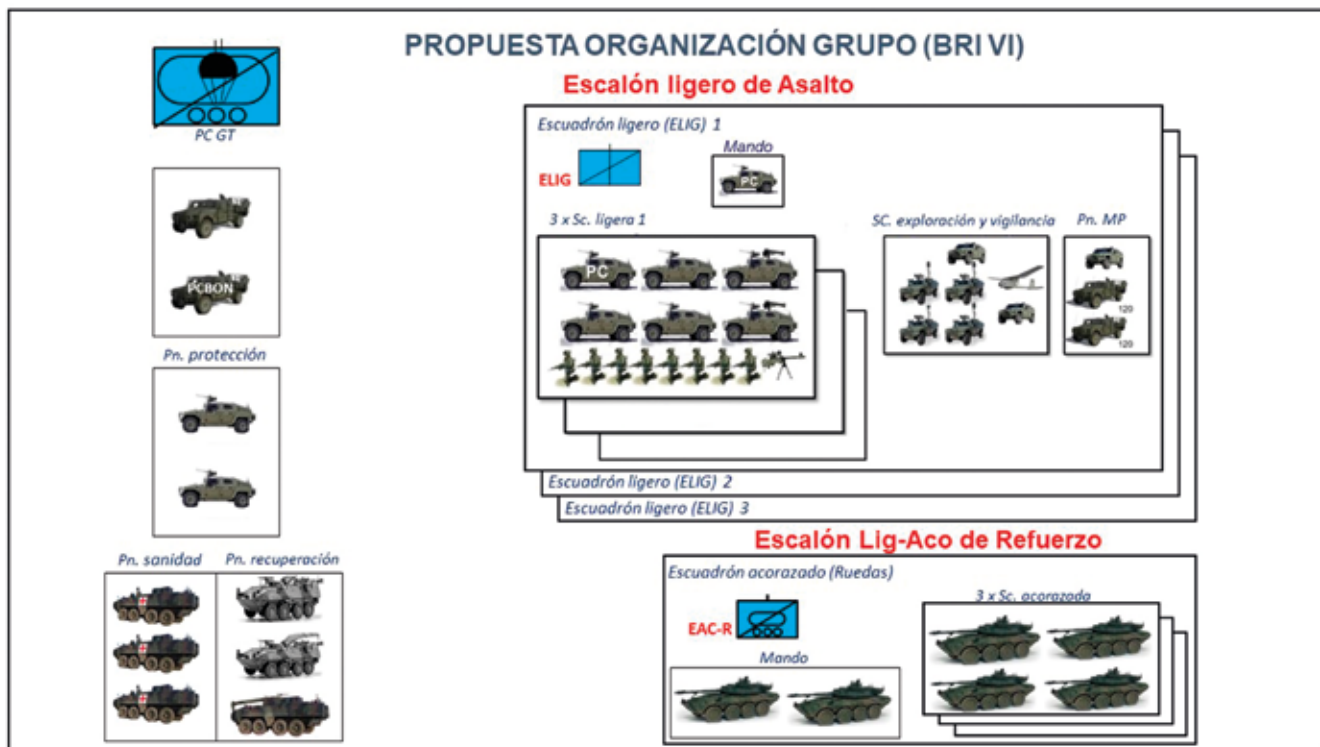 PROPUESTA ORGANIZACIÓN GRUPO (BRI VI)
PC GT
PCBON
Pn. protección
Pn. sanidad
Pn. recuperación
Escalón ligero de Asalto
Escuadrón ligero (ELIG) 1
ELIG
Mando
PC
3 x Sc. ligera 1
PC
SC. exploración y vigilancia
Pn. MP
120
120
Escuadrón ligero (ELIG) 2
Escuadrón ligero (ELIG) 3
Escalón Lig-Aco de Refuerzo
Escuadrón acorazado (Ruedas)
EAC-R
Mando
3 x Sc. acorazada